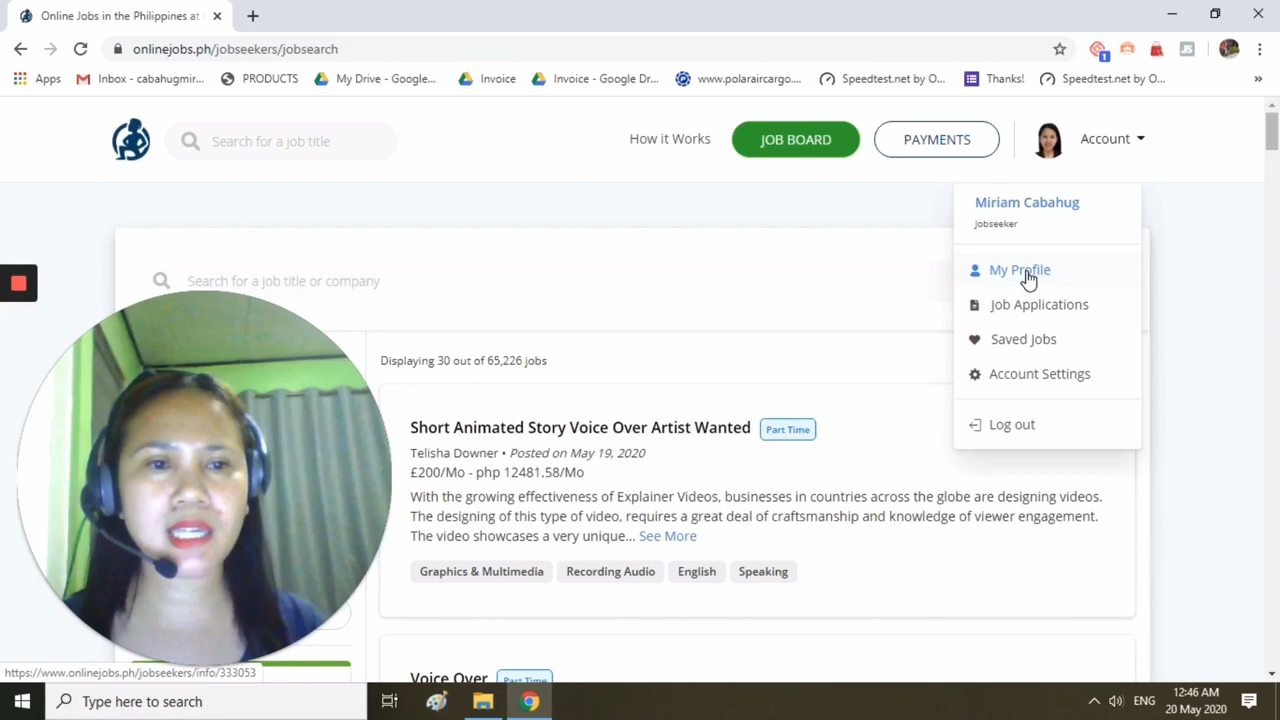 Online Jobs in the Philippines at
onlinejobs.ph/jobseekers/jobsearch
1
JS
Apps
Inbox - cabahugmir...
PRODUCTS
My Drive - Google...
Invoice
Invoice - Google Dr...
www.polaraircargo....
Speedtest.net by O...
Thanks!
Speedtest.net by O...
»
Search for a job title
How it Works
JOB BOARD
PAYMENTS
Account
Miriam Cabahug
Jobseeker
My Profile
Job Applications
Saved Jobs
Account Settings
Log out
Search for a job title or company
Displaying 30 out of 65,226 jobs
Short Animated Story Voice Over Artist Wanted
Part Time
Telisha Downer • Posted on May 19, 2020
£200/Mo - php 12481.58/Mo
With the growing effectiveness of Explainer Videos, businesses in countries across the globe are designing videos.
The designing of this type of video, requires a great deal of craftsmanship and knowledge of viewer engagement.
The video showcases a very unique... See More
Graphics & Multimedia
Recording Audio
English
Speaking
Voice Over
Part Time
https://www.onlinejobs.ph/jobseekers/info/333053
Type here to search
ENG
12:46 AM
20 May 2020